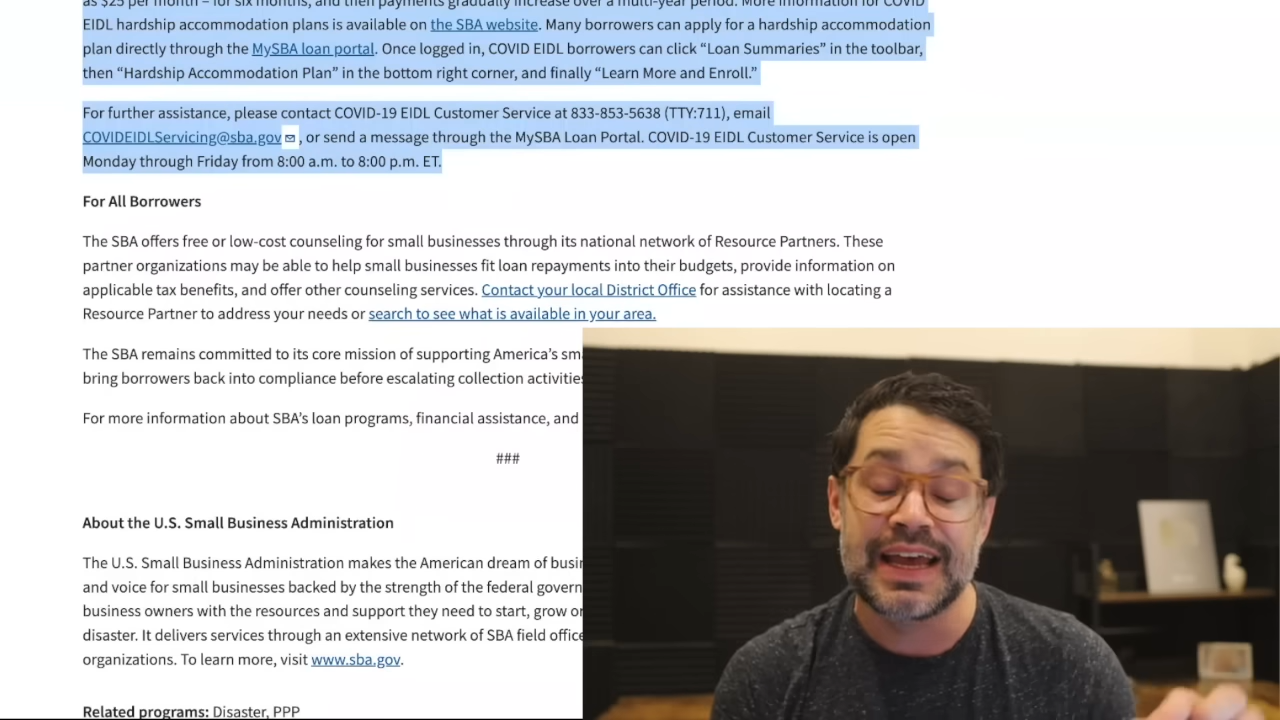 as $25 per month – for six months, and then payments gradually increase over a multi-year period. More information for COVID
EIDL hardship accommodation plans is available on the SBA website. Many borrowers can apply for a hardship accommodation
plan directly through the MySBA loan portal. Once logged in, COVID EIDL borrowers can click “Loan Summaries” in the toolbar,
then “Hardship Accommodation Plan” in the bottom right corner, and finally “Learn More and Enroll.”
For further assistance, please contact COVID-19 EIDL Customer Service at 833-853-5638 (TTY:711), email
COVIDEIDLServicing@sba.gov, or send a message through the MySBA Loan Portal. COVID-19 EIDL Customer Service is open
Monday through Friday from 8:00 a.m. to 8:00 p.m. ET.
For All Borrowers
The SBA offers free or low-cost counseling for small businesses through its national network of Resource Partners. These
partner organizations may be able to help small businesses fit loan repayments into their budgets, provide information on
applicable tax benefits, and offer other counseling services. Contact your local District Office for assistance with locating a
Resource Partner to address your needs or search to see what is available in your area.
The SBA remains committed to its core mission of supporting America’s sm
bring borrowers back into compliance before escalating collection activitie
For more information about SBA’s loan programs, financial assistance, and
###
About the U.S. Small Business Administration
The U.S. Small Business Administration makes the American dream of busi
and voice for small businesses backed by the strength of the federal govern
business owners with the resources and support they need to start, grow or
disaster. It delivers services through an extensive network of SBA field office
organizations. To learn more, visit www.sba.gov.
Related programs: Disaster, PPP